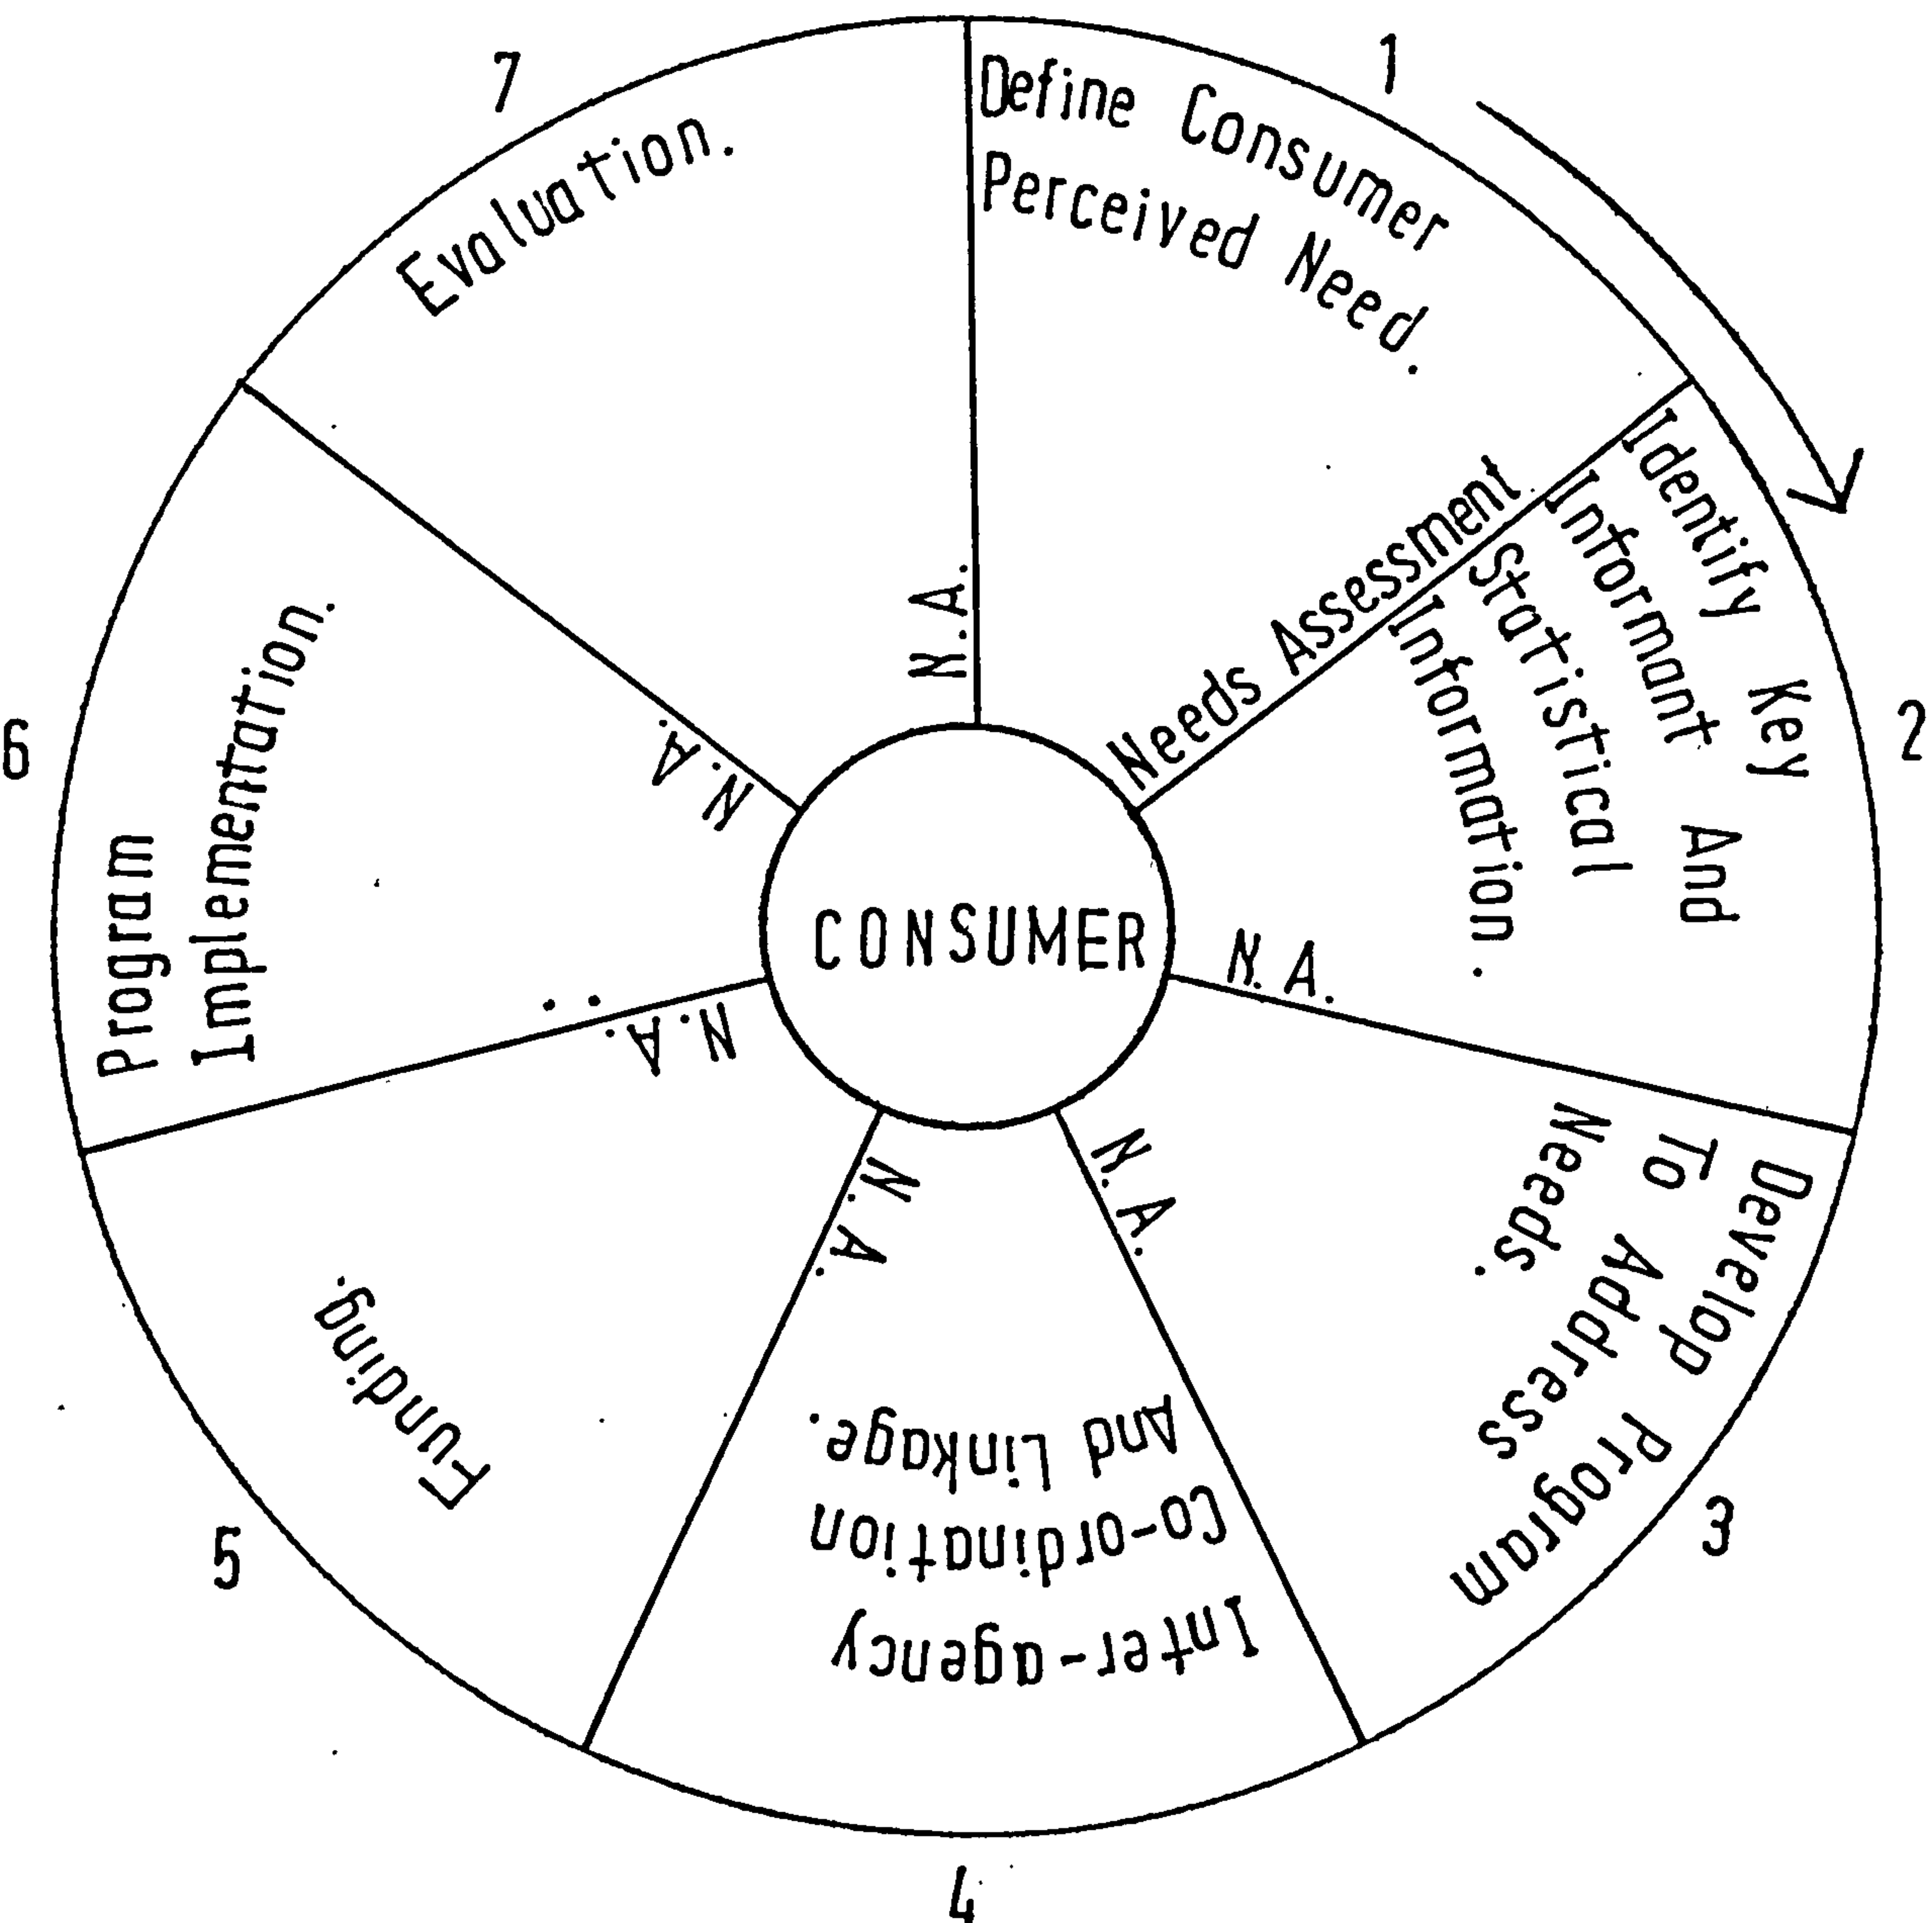 1
Define Consumer
Perceived Need.
Needs Assessment
2
Identify Key And
Informant
Statistical
Information.
N.A.
3
Develop Program
To Address
Needs.
N.A.
4
Inter-agency
Co-ordination
And Linkage.
N.A.
5
Funding.
N.A.
6
Program
Implementation.
N.A.
7
Evaluation.
N.A.
CONSUMER